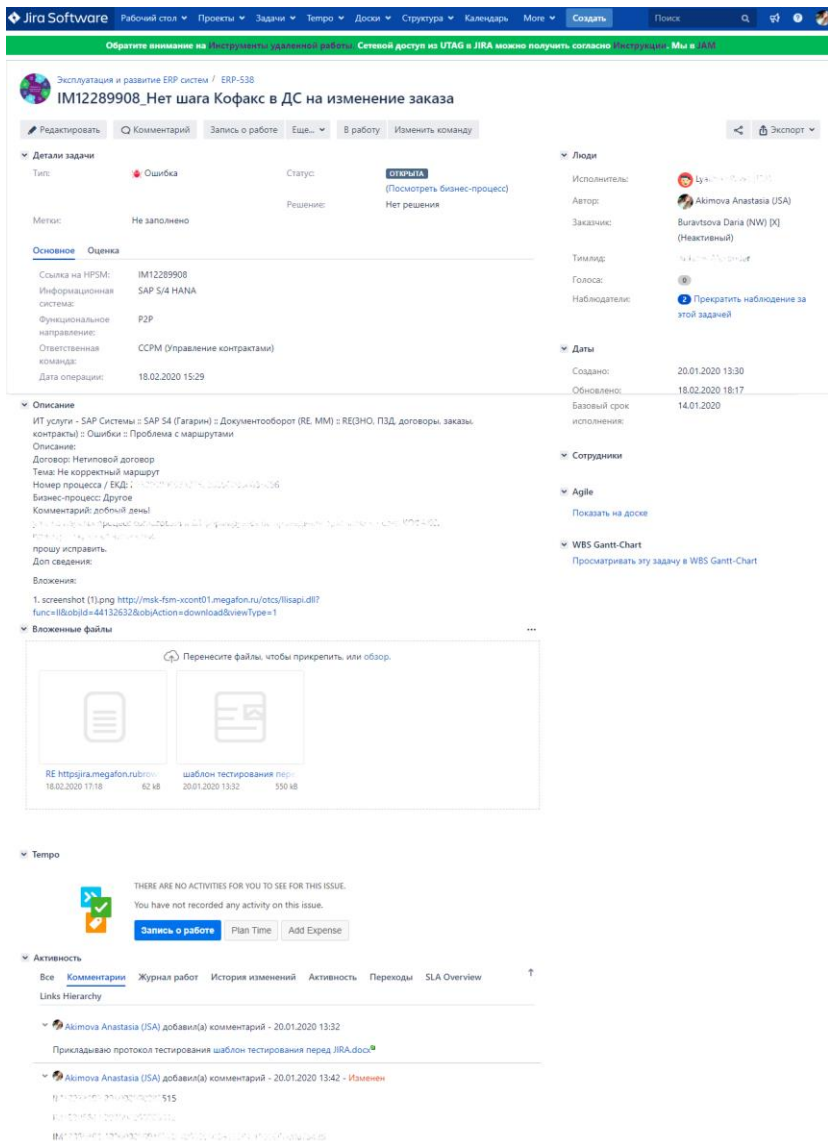 Jira Software Рабочий стол Проекты Задачи Tempo Доски Структура Календарь More Создать Поиск
Обратите внимание на Инструменты удаленной работы. Сетевой доступ из UTAG в JIRA можно получить согласно Инструкции. Мы в JAM
Эксплуатация и развитие ERP систем / ERP-538
IM12289908_Нет шага Кофакс в ДС на изменение заказа
Редактировать Комментарий Запись о работе Еще... В работу Изменить команду Экспорт
Детали задачи
Тип: Ошибка Статус: ОТКРЫТА
(Посмотреть бизнес-процесс)
Решение: Нет решения
Метки: Не заполнено
Основное Оценка
Ссылка на HPSM: IM12289908
Информационная система: SAP S/4 HANA
Функциональное направление: P2P
Ответственная команда: ССРМ (Управление контрактами)
Дата операции: 18.02.2020 15:29
Люди
Исполнитель:
Автор: Akimova Anastasia (JSA)
Заказчик: Buravtsova Daria (NW) [X]
(Неактивный)
Тимлид:
Голоса: 0
Наблюдатели: 2 Прекратить наблюдение за
этой задачей
Даты
Создано: 20.01.2020 13:30
Обновлено: 18.02.2020 18:17
Базовый срок исполнения: 14.01.2020
Сотрудники
Agile
Показать на доске
WBS Gantt-Chart
Просматривать эту задачу в WBS Gantt-Chart
Описание
ИТ услуги - SAP Системы :: SAP S4 (Гагарин) :: Документооборот (RE, MM) :: RE(ЗНО, ПЗД, договоры, заказы,
контракты) :: Ошибки :: Проблема с маршрутами
Описание:
Договор: Нетиповой договор
Тема: Не корректный маршрут
Номер процесса / ЕКД:
Бизнес-процесс: Другое
Комментарий: добрый день!
прошу исправить.
Доп сведения:
Вложения:
1. screenshot (1).png http://msk-fsm-xcont01.megafon.ru/otcs/llisapi.dll?
func=ll&objId=44132632&objAction=download&viewType=1
Вложенные файлы
Перенесите файлы, чтобы прикрепить, или обзор.
RE httpsjira.megafon.rubrow
18.02.2020 17:18 62 kB
шаблон тестирования пере
20.01.2020 13:32 550 kB
Tempo
THERE ARE NO ACTIVITIES FOR YOU TO SEE FOR THIS ISSUE.
You have not recorded any activity on this issue.
Запись о работе Plan Time Add Expense
Активность
Все Комментарии Журнал работ История изменений Активность Переходы SLA Overview
Links Hierarchy
Akimova Anastasia (JSA) добавил(а) комментарий - 20.01.2020 13:32
Прикладываю протокол тестирования шаблон тестирования перед JIRA.docx
Akimova Anastasia (JSA) добавил(а) комментарий - 20.01.2020 13:42 - Изменен